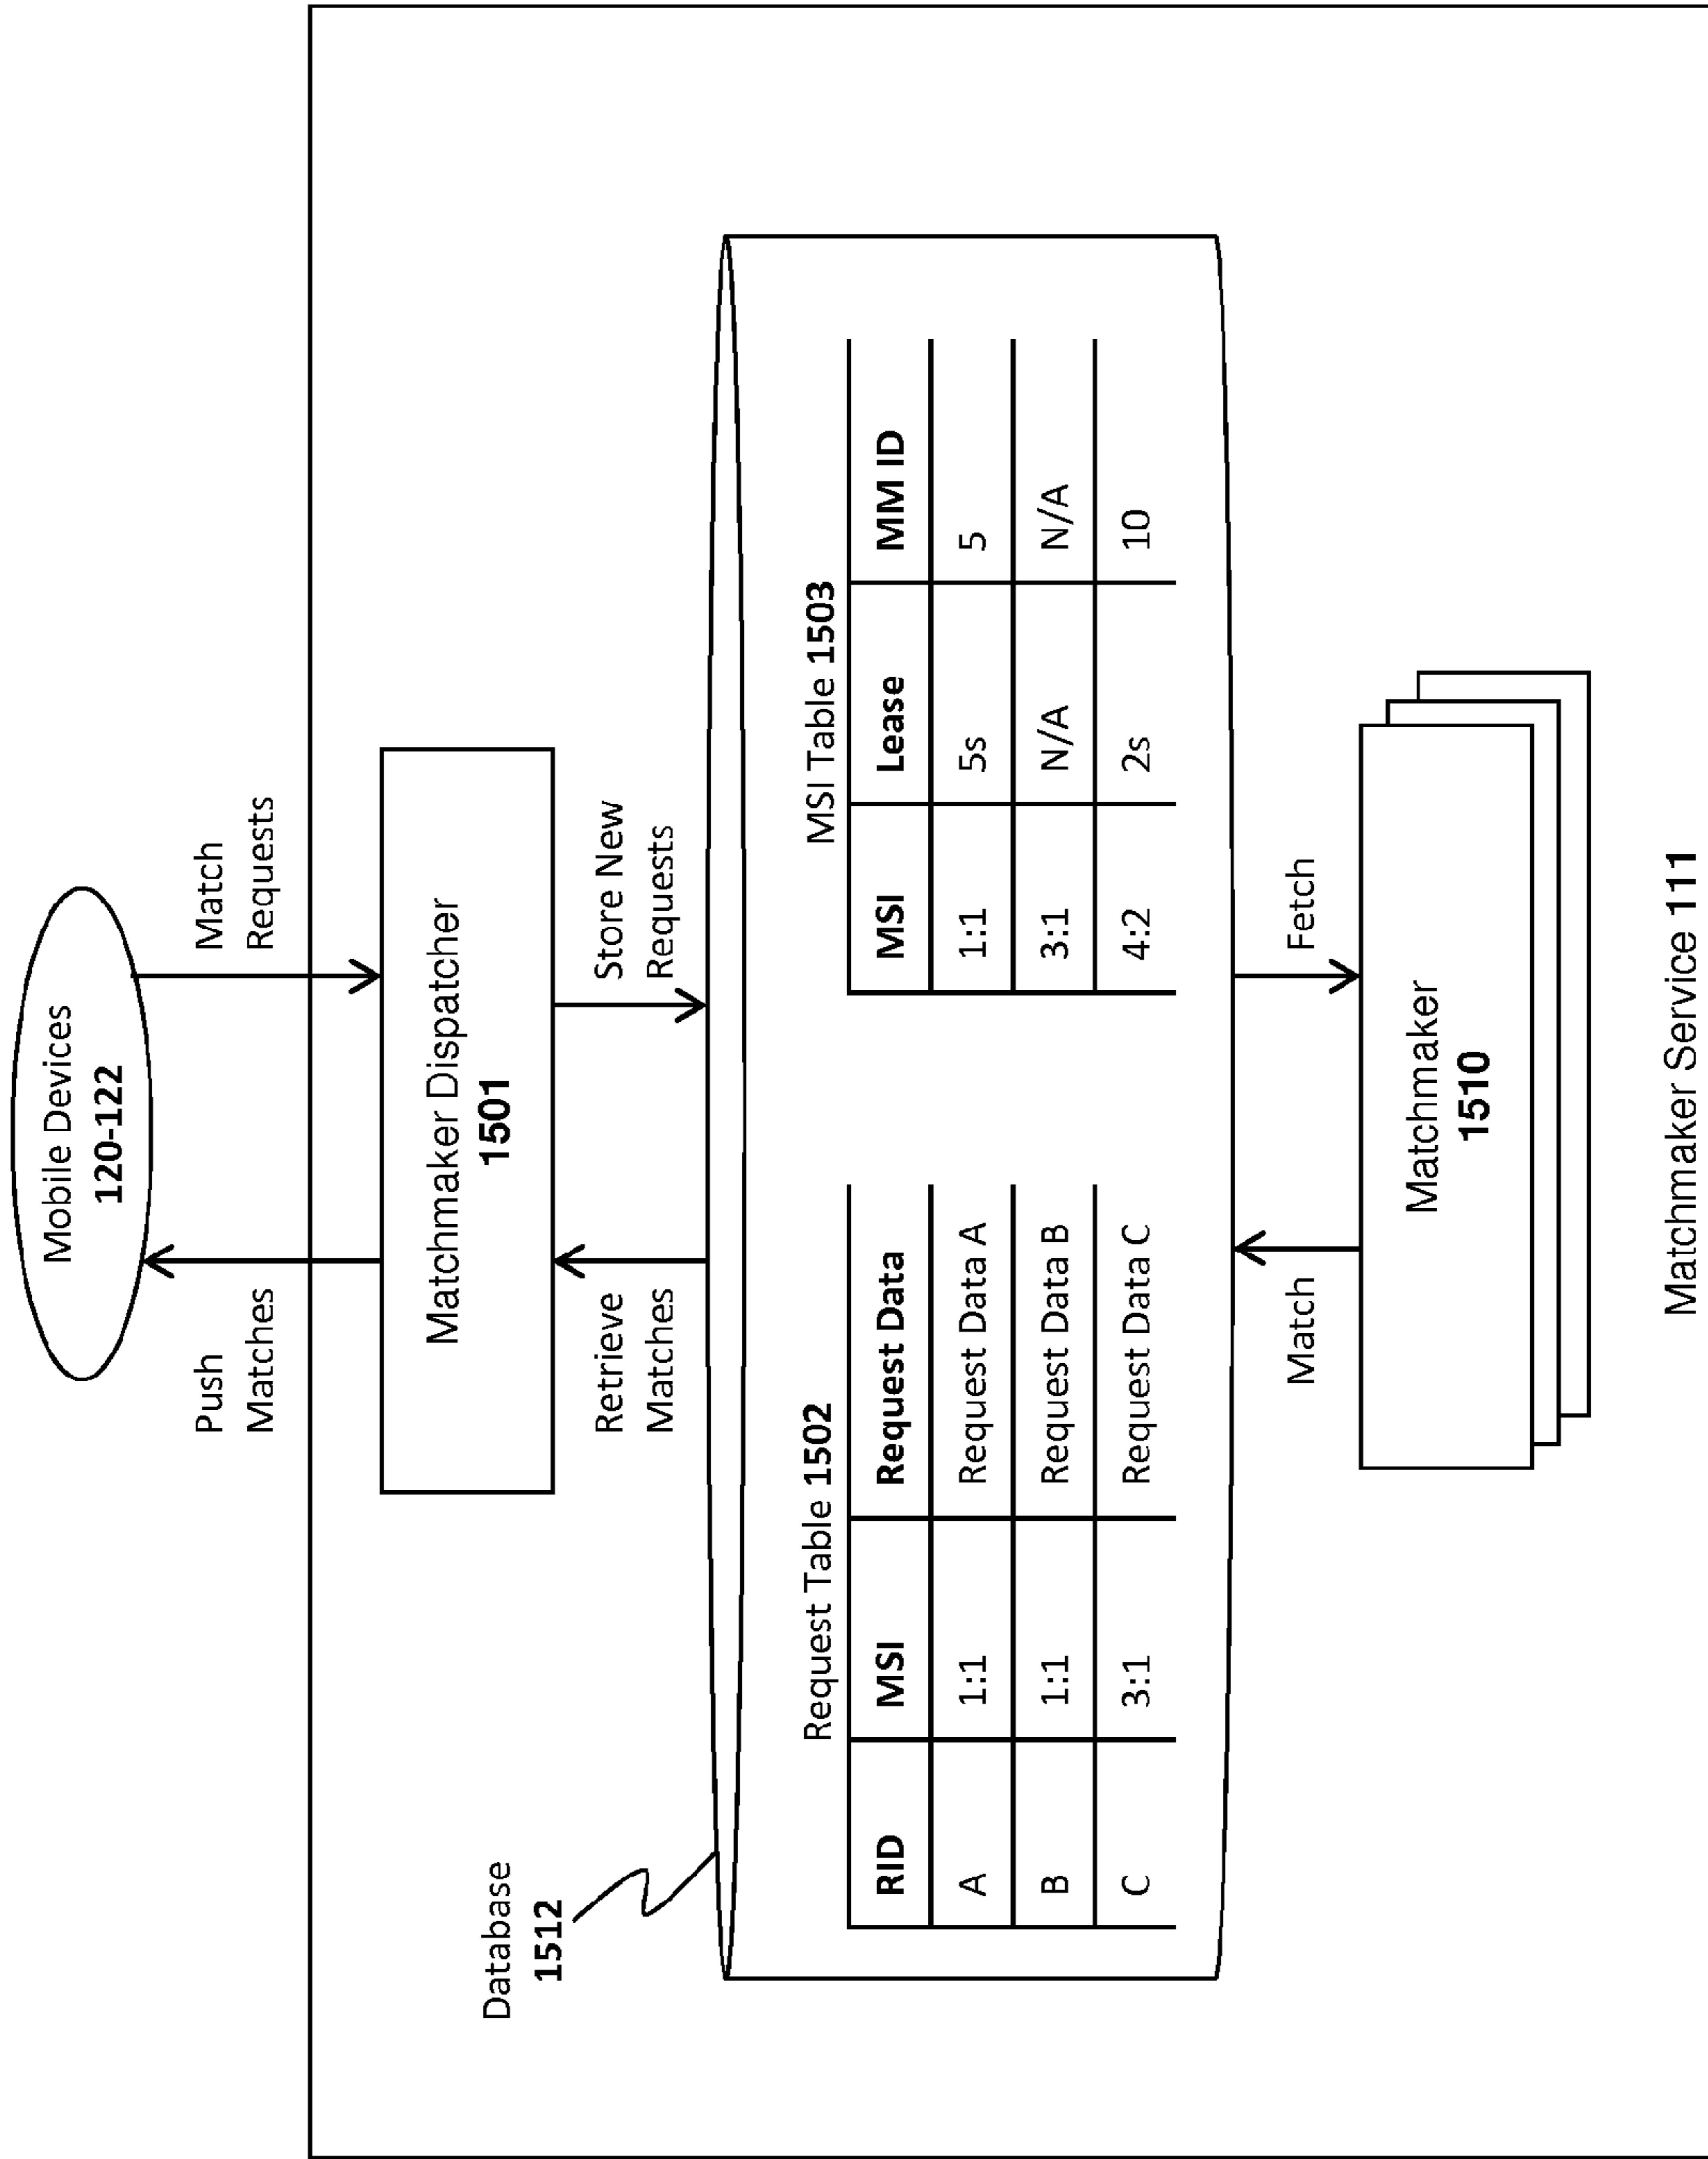 Mobile Devices
120-122
Push
Matches
Match
Requests
Matchmaker Dispatcher
1501
Database
1512
Retrieve
Matches
Store New
Requests
Request Table 1502
RID MSI Request Data
A 1:1 Request Data A
B 1:1 Request Data B
C 3:1 Request Data C
MSI Table 1503
MSI Lease MM ID
1:1 5s 5
3:1 N/A N/A
4:2 2s 10
Match
Fetch
Matchmaker
1510
Matchmaker Service 111